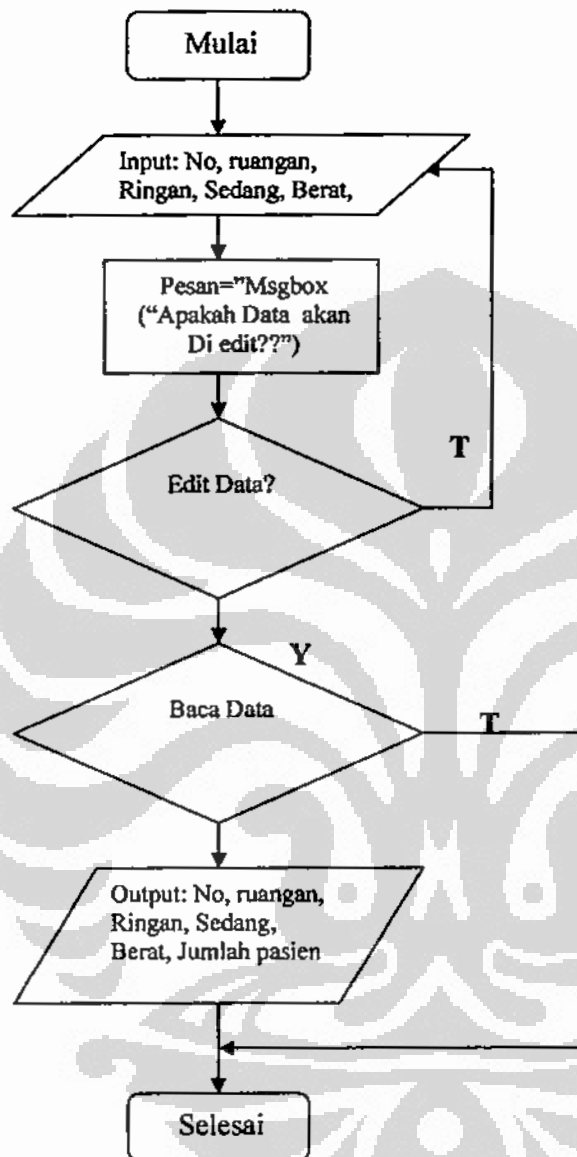 Mulai
Input: No, ruangan,
Ringan, Sedang, Berat,
Pesan="Msgbox
("Apakah Data akan
Di edit??")
T
Edit Data?
Y
Baca Data
T
Output: No, ruangan,
Ringan, Sedang,
Berat, Jumlah pasien
Selesai